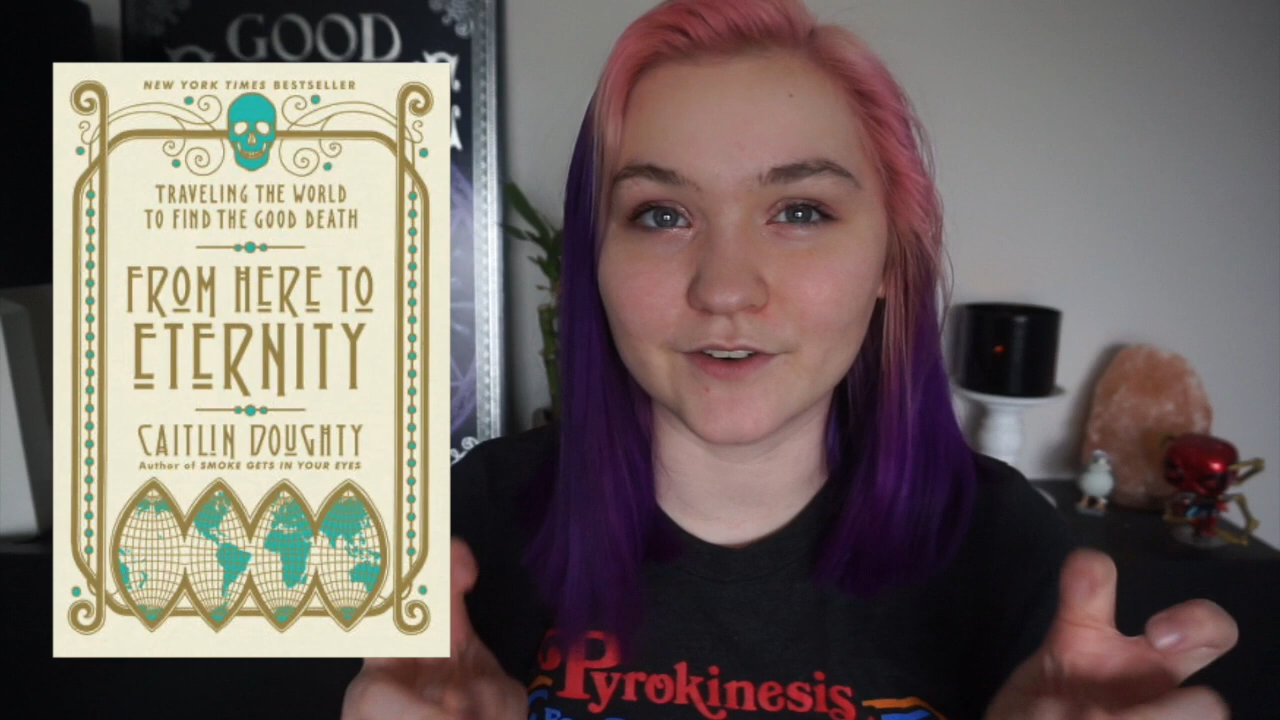 GOOD
NEW YORK TIMES BESTSELLER
TRAVELING THE WORLD
TO FIND THE GOOD DEATH
FROM HERE TO
ETERNITY
CAITLIN DOUGHTY
Author of SMOKE GETS IN YOUR EYES
Pyrokinesis